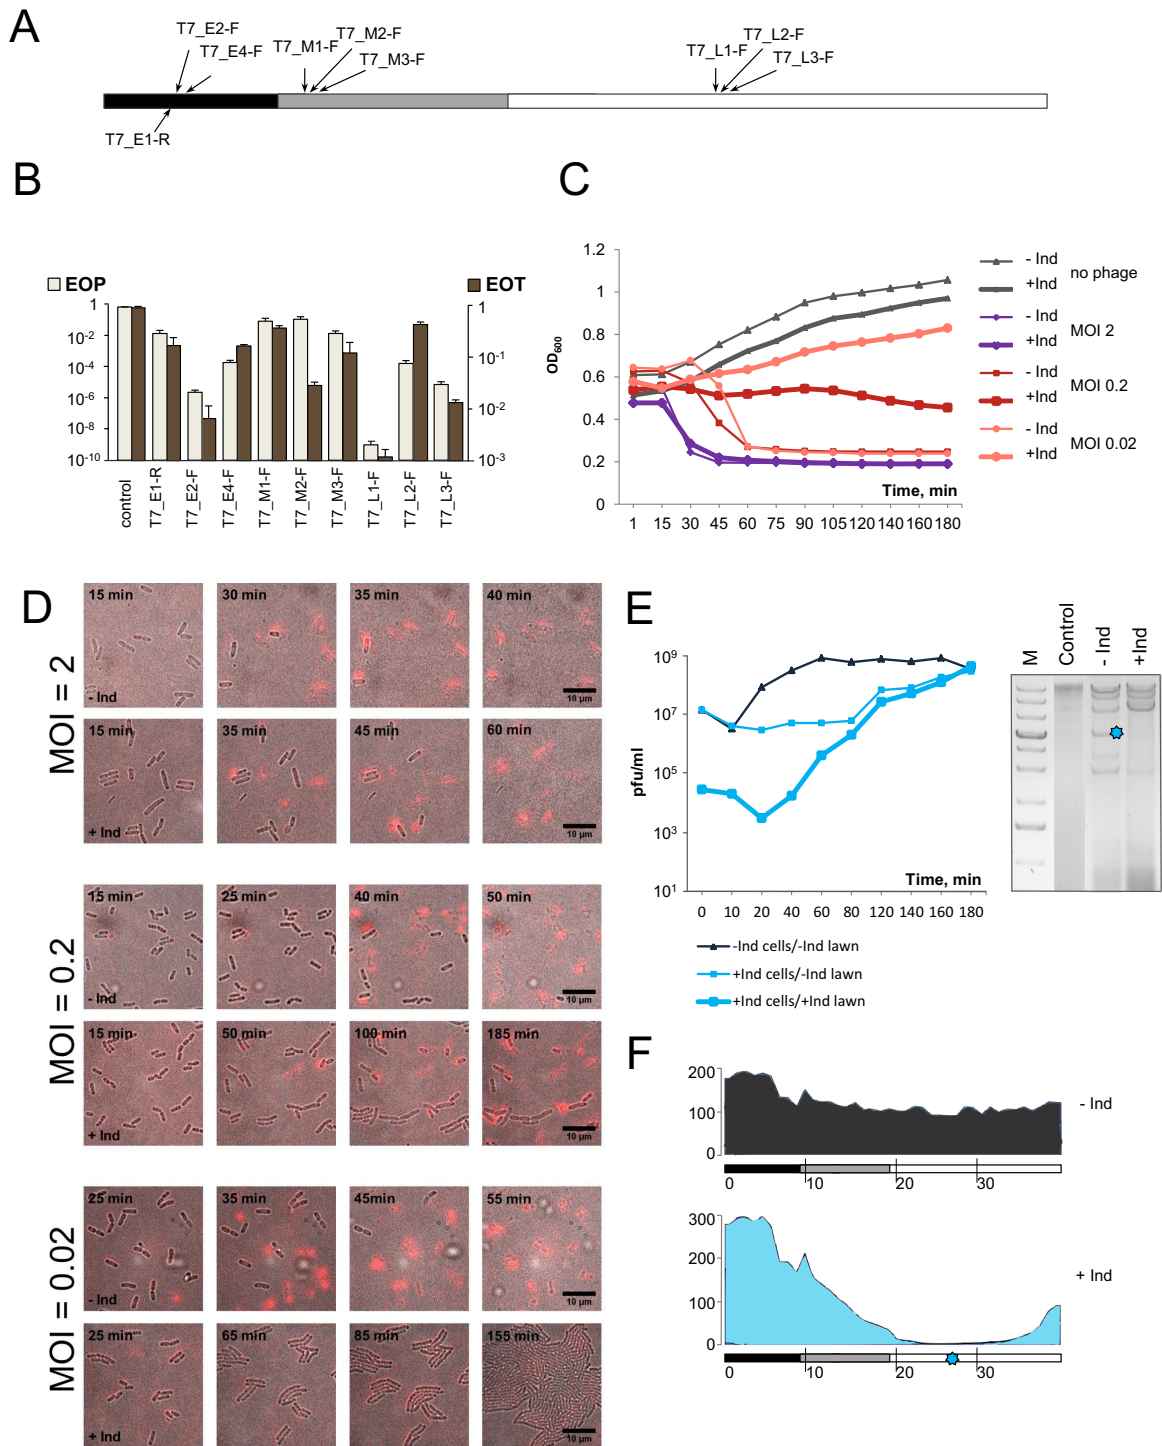 A
T7_E2-F
T7_E4-F
T7_M1-F
T7_M2-F
T7_M3-F
T7_L1-F
T7_L2-F
T7_L3-F
T7_E1-R
B
EOP
EOT
1
10-2
10-4
10-6
10-8
10-10
1
10-1
10-2
10-3
control
T7_E1-R
T7_E2-F
T7_E4-F
T7_M1-F
T7_M2-F
T7_M3-F
T7_L1-F
T7_L2-F
T7_L3-F
C
OD600
1.2
1
0.8
0.6
0.4
0.2
0
Time, min
1 15 30 45 60 75 90 105 120 140 160 180
- Ind
+Ind
no phage
- Ind
+Ind
MOI 2
- Ind
+Ind
MOI 0.2
- Ind
+Ind
MOI 0.02
D
MOI = 2
15 min 30 min 35 min 40 min
- Ind
10 µm
15 min 35 min 45 min 60 min
+ Ind
10 µm
MOI = 0.2
15 min 25 min 40 min 50 min
- Ind
10 µm
15 min 50 min 100 min 185 min
+ Ind
10 µm
MOI = 0.02
25 min 35 min 45min 55 min
- Ind
10 µm
25 min 65 min 85 min 155 min
+ Ind
10 µm
E
pfu/ml
109
107
105
103
101
Time, min
0 10 20 40 60 80 120 140 160 180
-Ind cells/-Ind lawn
+Ind cells/-Ind lawn
+Ind cells/+Ind lawn
M
Control
- Ind
+Ind
F
200
100
0
- Ind
0 10 20 30
300
200
100
0
+ Ind
0 10 20 30